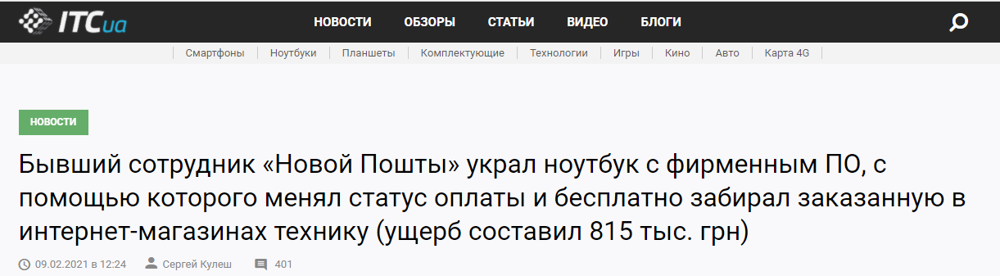 ITC.ua
НОВОСТИ ОБЗОРЫ СТАТЬИ ВИДЕО БЛОГИ
Смартфоны Ноутбуки Планшеты Комплектующие Технологии Игры Кино Авто Карта 4G
НОВОСТИ
Бывший сотрудник «Новой Пошты» украл ноутбук с фирменным ПО, с
помощью которого менял статус оплаты и бесплатно забирал заказанную в
интернет-магазинах технику (ущерб составил 815 тыс. грн)
09.02.2021 в 12:24 Сергей Кулеш 401